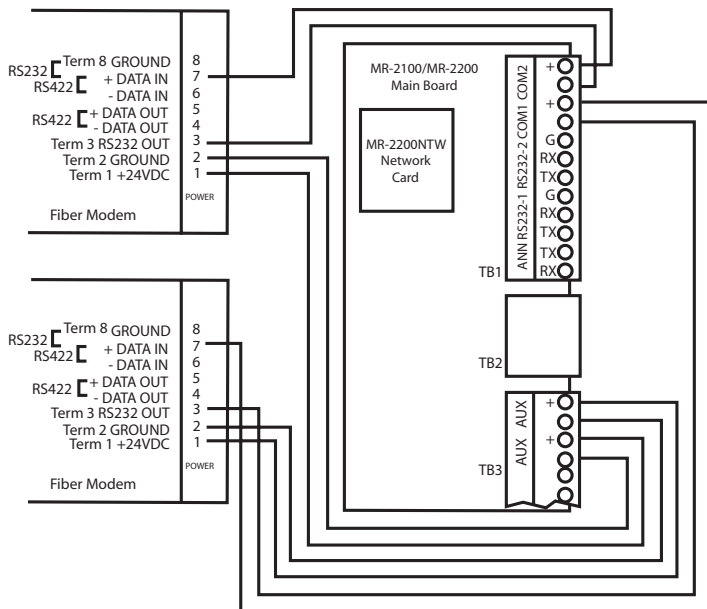 Term 8 GROUND 8
RS232 [
+ DATA IN 7
RS422 [
- DATA IN 6
+ DATA OUT 5
RS422 [
- DATA OUT 4
Term 3 RS232 OUT 3
Term 2 GROUND 2
Term 1 +24VDC 1
POWER
Fiber Modem
Term 8 GROUND 8
RS232 [
+ DATA IN 7
RS422 [
- DATA IN 6
+ DATA OUT 5
RS422 [
- DATA OUT 4
Term 3 RS232 OUT 3
Term 2 GROUND 2
Term 1 +24VDC 1
POWER
Fiber Modem
MR-2100/MR-2200
Main Board
MR-2200NTW
Network
Card
ANN RS232-1 RS232-2 COM1 COM2
+
+
G
RX
TX
G
RX
TX
TX
RX
TB1
TB2
AUX AUX
+
+
TB3